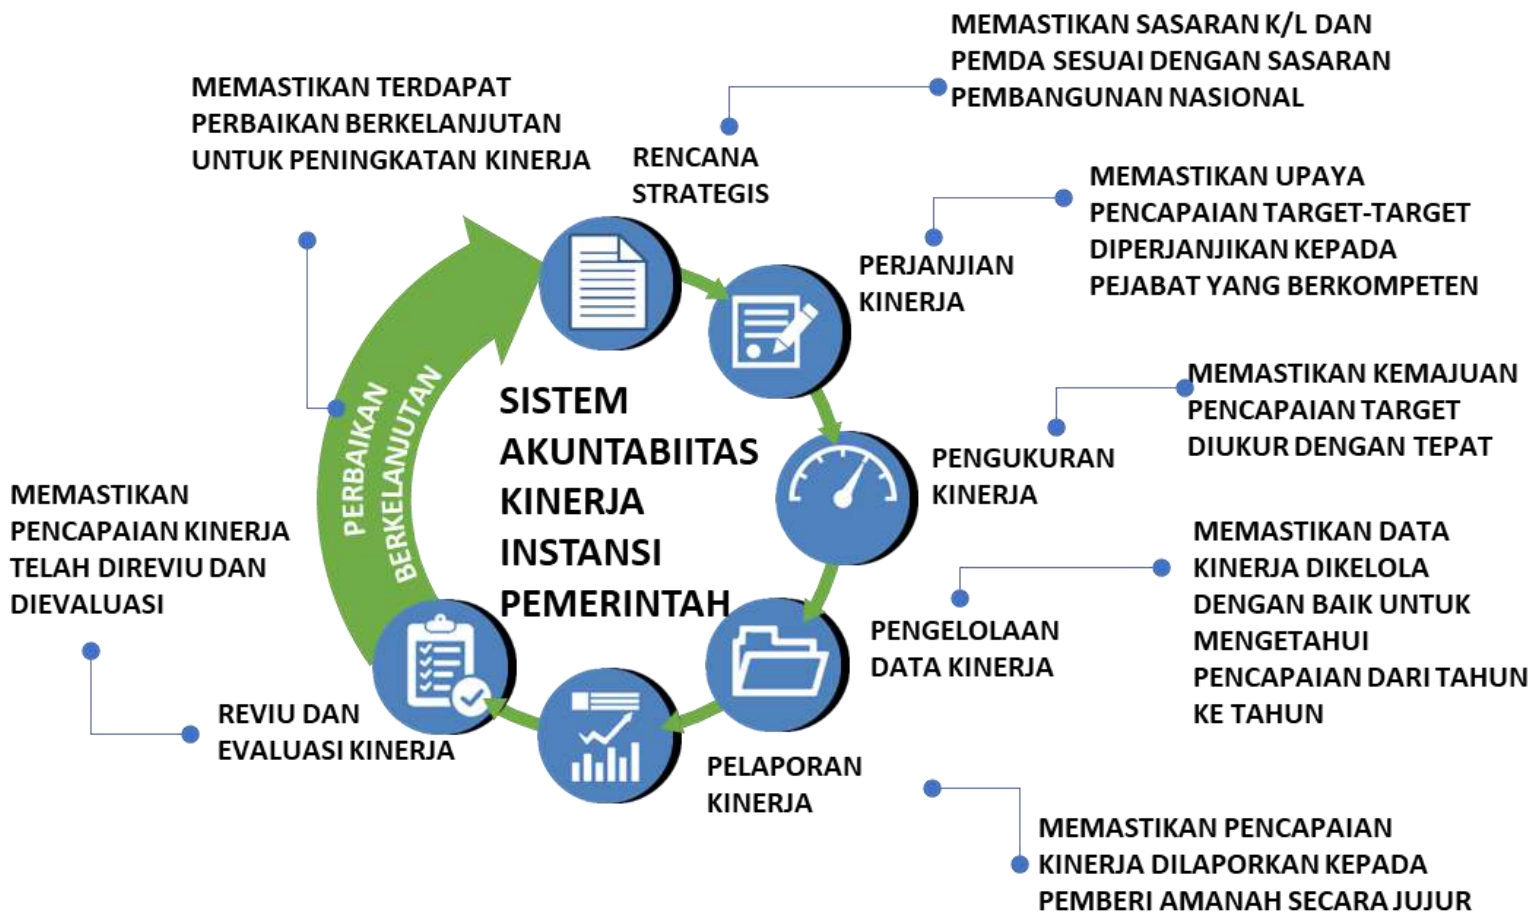 MEMASTIKAN SASARAN K/L DAN
PEMDA SESUAI DENGAN SASARAN
PEMBANGUNAN NASIONAL
MEMASTIKAN TERDAPAT
PERBAIKAN BERKELANJUTAN
UNTUK PENINGKATAN KINERJA
RENCANA
STRATEGIS
MEMASTIKAN UPAYA
PENCAPAIAN TARGET-TARGET
DIPERJANJIKAN KEPADA
PEJABAT YANG BERKOMPETEN
PERJANJIAN
KINERJA
MEMASTIKAN KEMAJUAN
PENCAPAIAN TARGET
DIUKUR DENGAN TEPAT
PENGUKURAN
KINERJA
SISTEM
AKUNTABIITAS
KINERJA
INSTANSI
PEMERINTAH
PERBAIKAN
BERKELANJUTAN
MEMASTIKAN
PENCAPAIAN KINERJA
TELAH DIREVIU DAN
DIEVALUASI
MEMASTIKAN DATA
KINERJA DIKELOLA
DENGAN BAIK UNTUK
MENGETAHUI
PENCAPAIAN DARI TAHUN
KE TAHUN
PENGELOLAAN
DATA KINERJA
REVIU DAN
EVALUASI KINERJA
PELAPORAN
KINERJA
MEMASTIKAN PENCAPAIAN
KINERJA DILAPORKAN KEPADA
PEMBERI AMANAH SECARA JUJUR